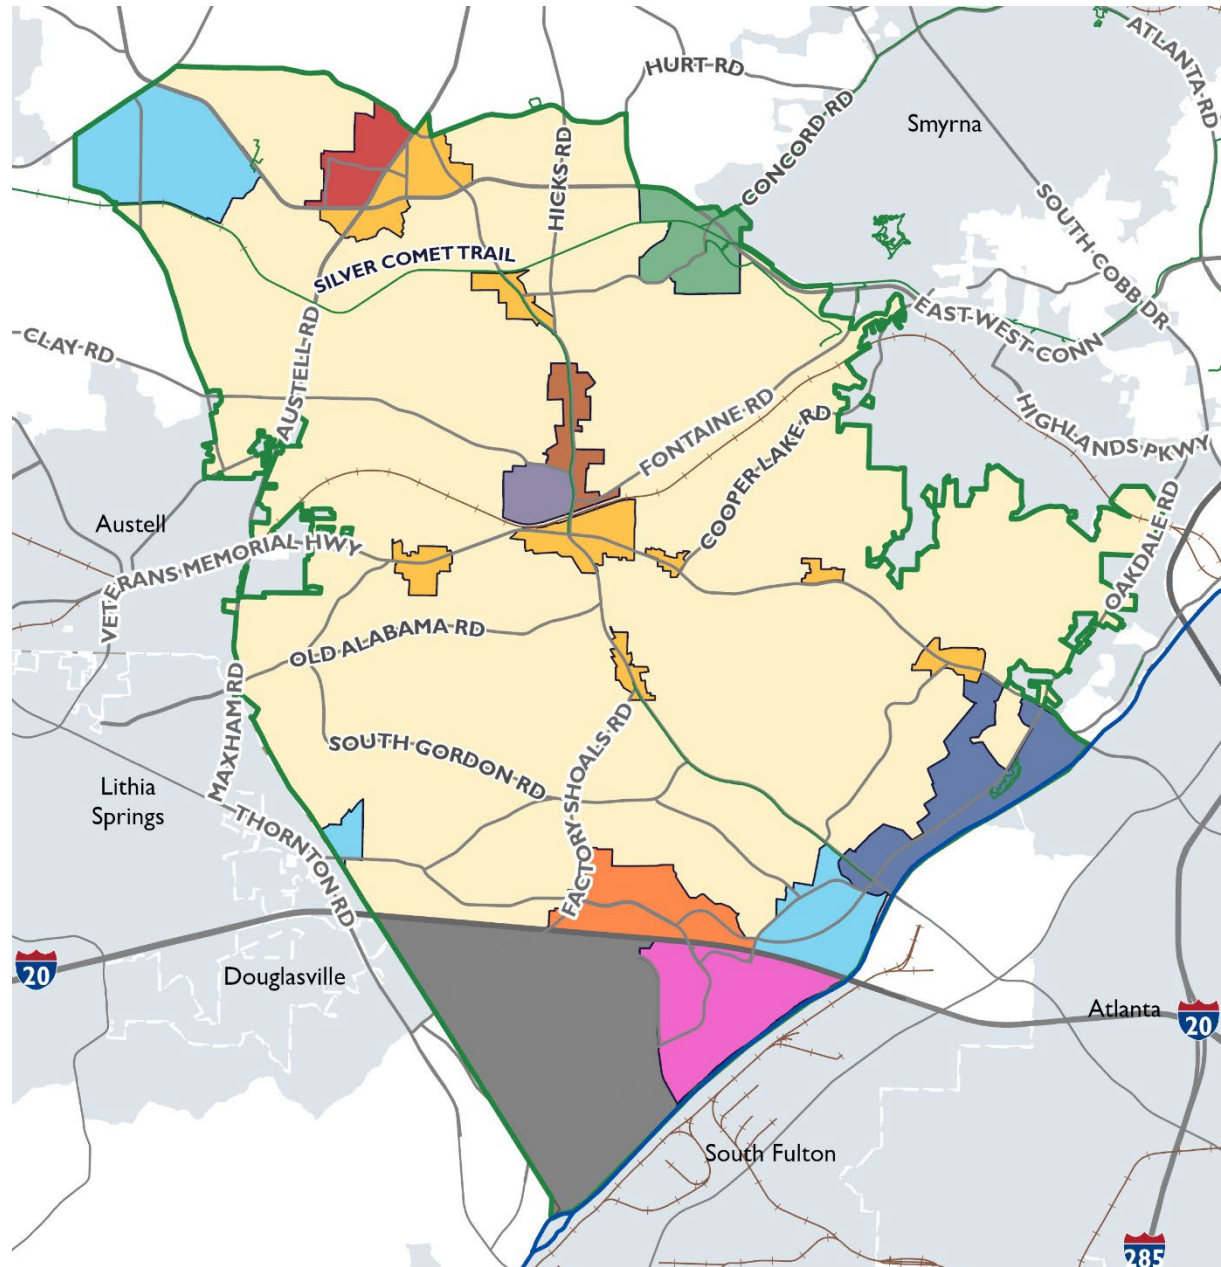 HURT RD
ATLANTA RD
CONCORD RD
Smyrna
HICKS RD
SOUTH COBB DR
SILVER COMET TRAIL
EAST-WEST CONN
CLAY RD
AUSTELL RD
FONTAINE RD
COOPER LAKE RD
HIGHLANDS PKWY
OAKDALE RD
Austell
VETERANS MEMORIAL HWY
OLD ALABAMA RD
MAXHAM RD
SOUTH GORDON RD
FACTORY SHOALS RD
Lithia
Springs
THORNTON RD
20
Douglasville
Atlanta
20
South Fulton
285